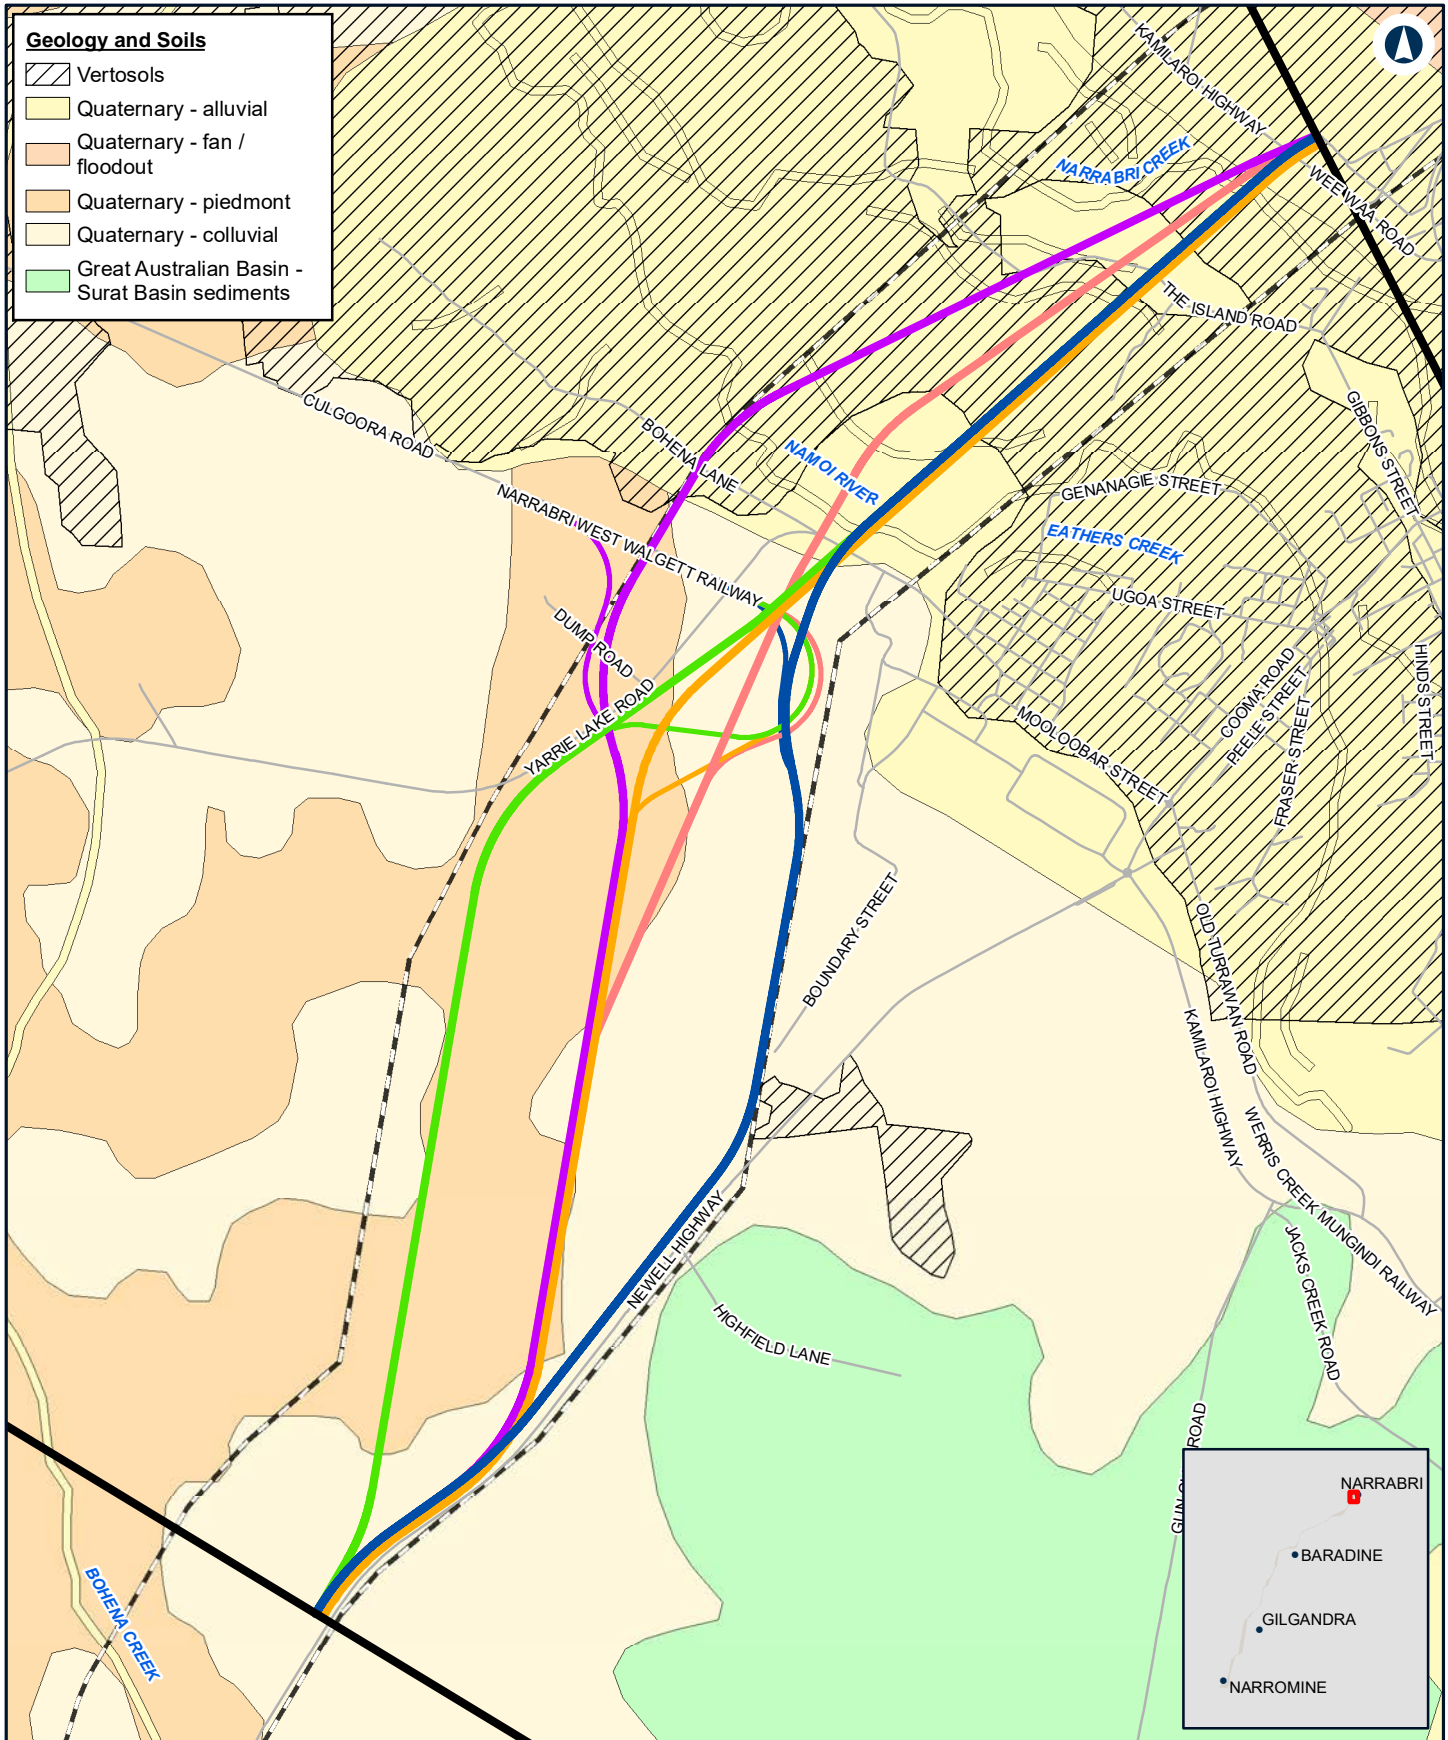 Geology and Soils
Vertosols
Quaternary - alluvial
Quaternary - fan /
floodout
Quaternary - piedmont
Quaternary - colluvial
Great Australian Basin -
Surat Basin sediments
KAMILAROI HIGHWAY
NARRABRI CREEK
WEE WAA ROAD
THE ISLAND ROAD
CULGOORA ROAD
BOHENA LANE
NAMOI RIVER
GIBBONS STREET
GENANAGIE STREET
NARRABRI WEST WALGETT RAILWAY
EATHERS CREEK
UGOA STREET
DUMP ROAD
HINDS STREET
COOMA ROAD
PEELE STREET
YARRIE LAKE ROAD
MOOLOOBAR STREET
FRASER STREET
BOUNDARY STREET
OLD TURRAWAN ROAD
KAMILAROI HIGHWAY
WERRIS CREEK MUNGINDI RAILWAY
NEWELL HIGHWAY
JACKS CREEK ROAD
HIGHFIELD LANE
ROAD
BOHENA CREEK
NARRABRI
BARADINE
GILGANDRA
NARROMINE